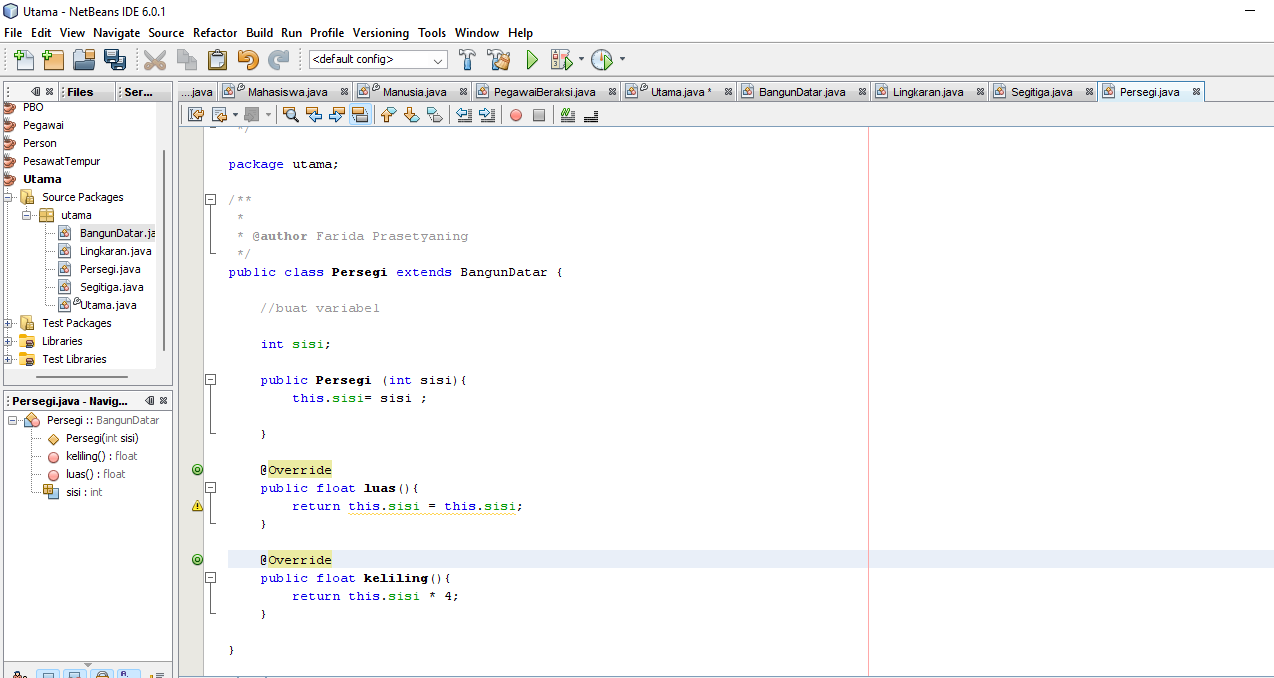 Utama - NetBeans IDE 6.0.1
File Edit View Navigate Source Refactor Build Run Profile Versioning Tools Window Help
<default config>
Files Ser...
...java Mahasiswa.java Manusia.java PegawaiBeraksi.java Utama.java * BangunDatar.java Lingkaran.java Segitiga.java Persegi.java
PBO
Pegawai
Person
PesawatTempur
Utama
Source Packages
utama
BangunDatar.ja
Lingkaran.java
Persegi.java
Segitiga.java
Utama.java
Test Packages
Libraries
Test Libraries
Persegi.java - Navig...
Persegi :: BangunDatar
Persegi(int sisi)
keliling() : float
luas() : float
sisi : int
*/
package utama;
/**
*
* @author Farida Prasetyaning
*/
public class Persegi extends BangunDatar {
//buat variabel
int sisi;
public Persegi (int sisi){
this.sisi= sisi ;
}
@Override
public float luas(){
return this.sisi = this.sisi;
}
@Override
public float keliling(){
return this.sisi * 4;
}
}